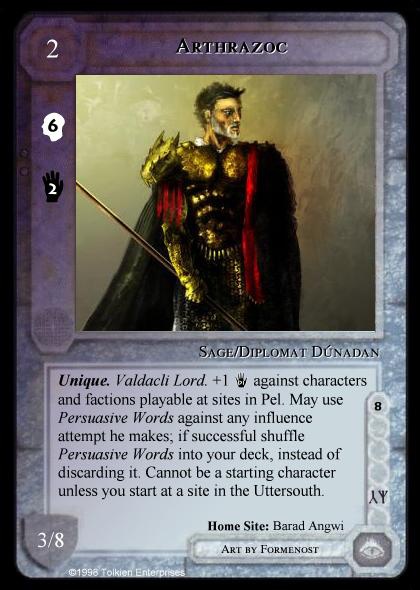 2
ARTHRAZOC
6
2
SAGE/DIPLOMAT DÚNADAN
Unique. Valdacli Lord. +1 against characters
and factions playable at sites in Pel. May use
Persuasive Words against any influence
attempt he makes; if successful shuffle
Persuasive Words into your deck, instead of
discarding it. Cannot be a starting character
unless you start at a site in the Uttersouth.
8
Home Site: Barad Angwi
3/8
ART BY FORMENOST
©1998 Tolkien Enterprises